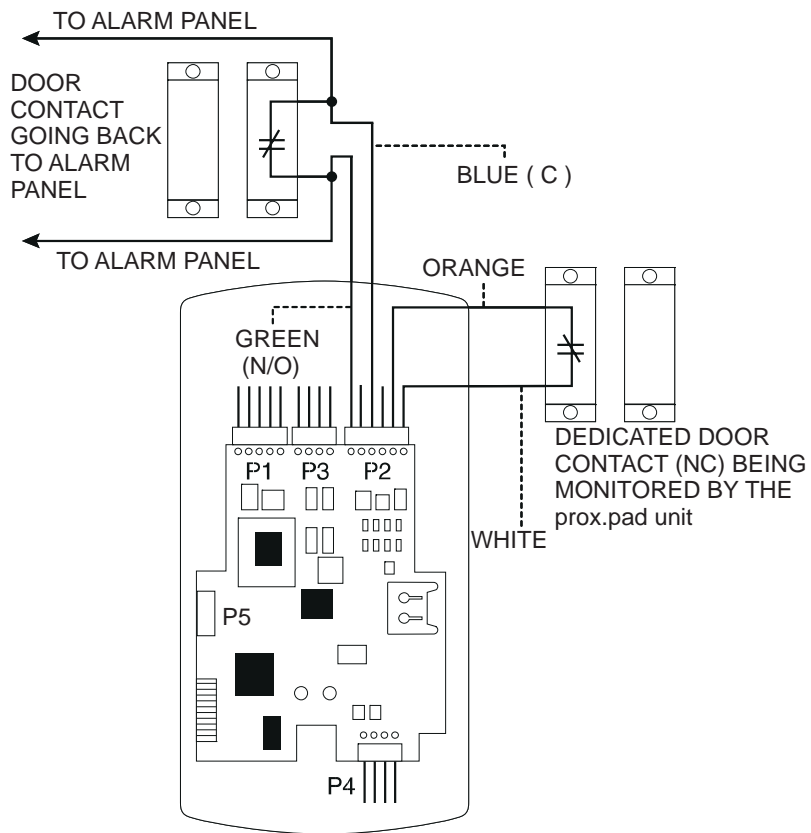 TO ALARM PANEL
DOOR
CONTACT
GOING BACK
TO ALARM
PANEL
BLUE ( C )
TO ALARM PANEL
ORANGE
GREEN
(N/O)
DEDICATED DOOR
CONTACT (NC) BEING
MONITORED BY THE
prox.pad unit
WHITE
P1 P3 P2
P5
P4